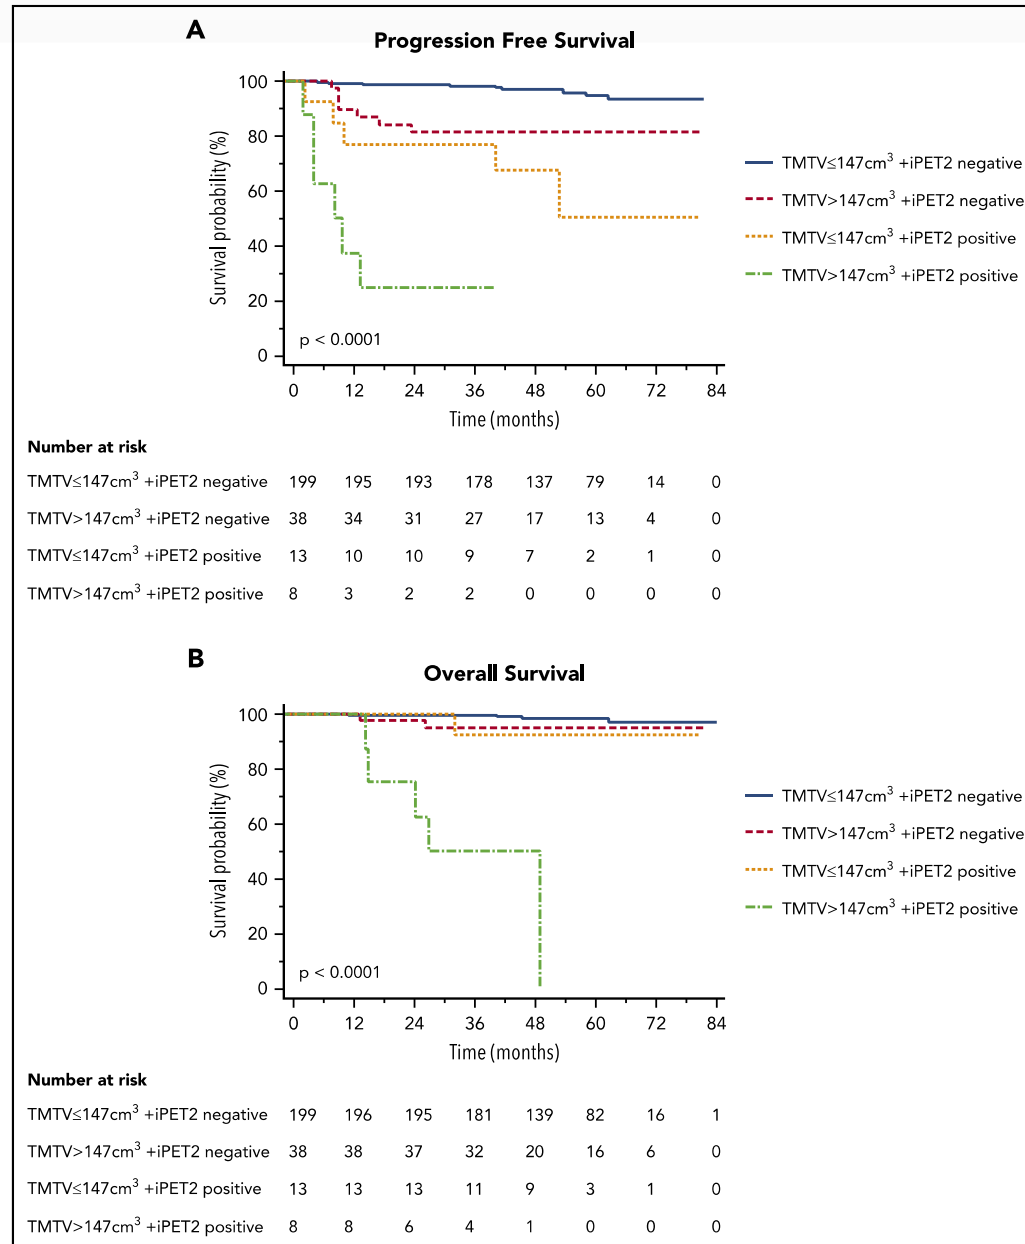 A
Progression Free Survival
Survival probability (%)
100
80
60
40
20
0
p < 0.0001
0 12 24 36 48 60 72 84
Time (months)
TMTV≤147cm³ +iPET2 negative
TMTV>147cm³ +iPET2 negative
TMTV≤147cm³ +iPET2 positive
TMTV>147cm³ +iPET2 positive
Number at risk
TMTV≤147cm³ +iPET2 negative 199 195 193 178 137 79 14 0
TMTV>147cm³ +iPET2 negative 38 34 31 27 17 13 4 0
TMTV≤147cm³ +iPET2 positive 13 10 10 9 7 2 1 0
TMTV>147cm³ +iPET2 positive 8 3 2 2 0 0 0 0
B
Overall Survival
Survival probability (%)
100
80
60
40
20
0
p < 0.0001
0 12 24 36 48 60 72 84
Time (months)
TMTV≤147cm³ +iPET2 negative
TMTV>147cm³ +iPET2 negative
TMTV≤147cm³ +iPET2 positive
TMTV>147cm³ +iPET2 positive
Number at risk
TMTV≤147cm³ +iPET2 negative 199 196 195 181 139 82 16 1
TMTV>147cm³ +iPET2 negative 38 38 37 32 20 16 6 0
TMTV≤147cm³ +iPET2 positive 13 13 13 11 9 3 1 0
TMTV>147cm³ +iPET2 positive 8 8 6 4 1 0 0 0